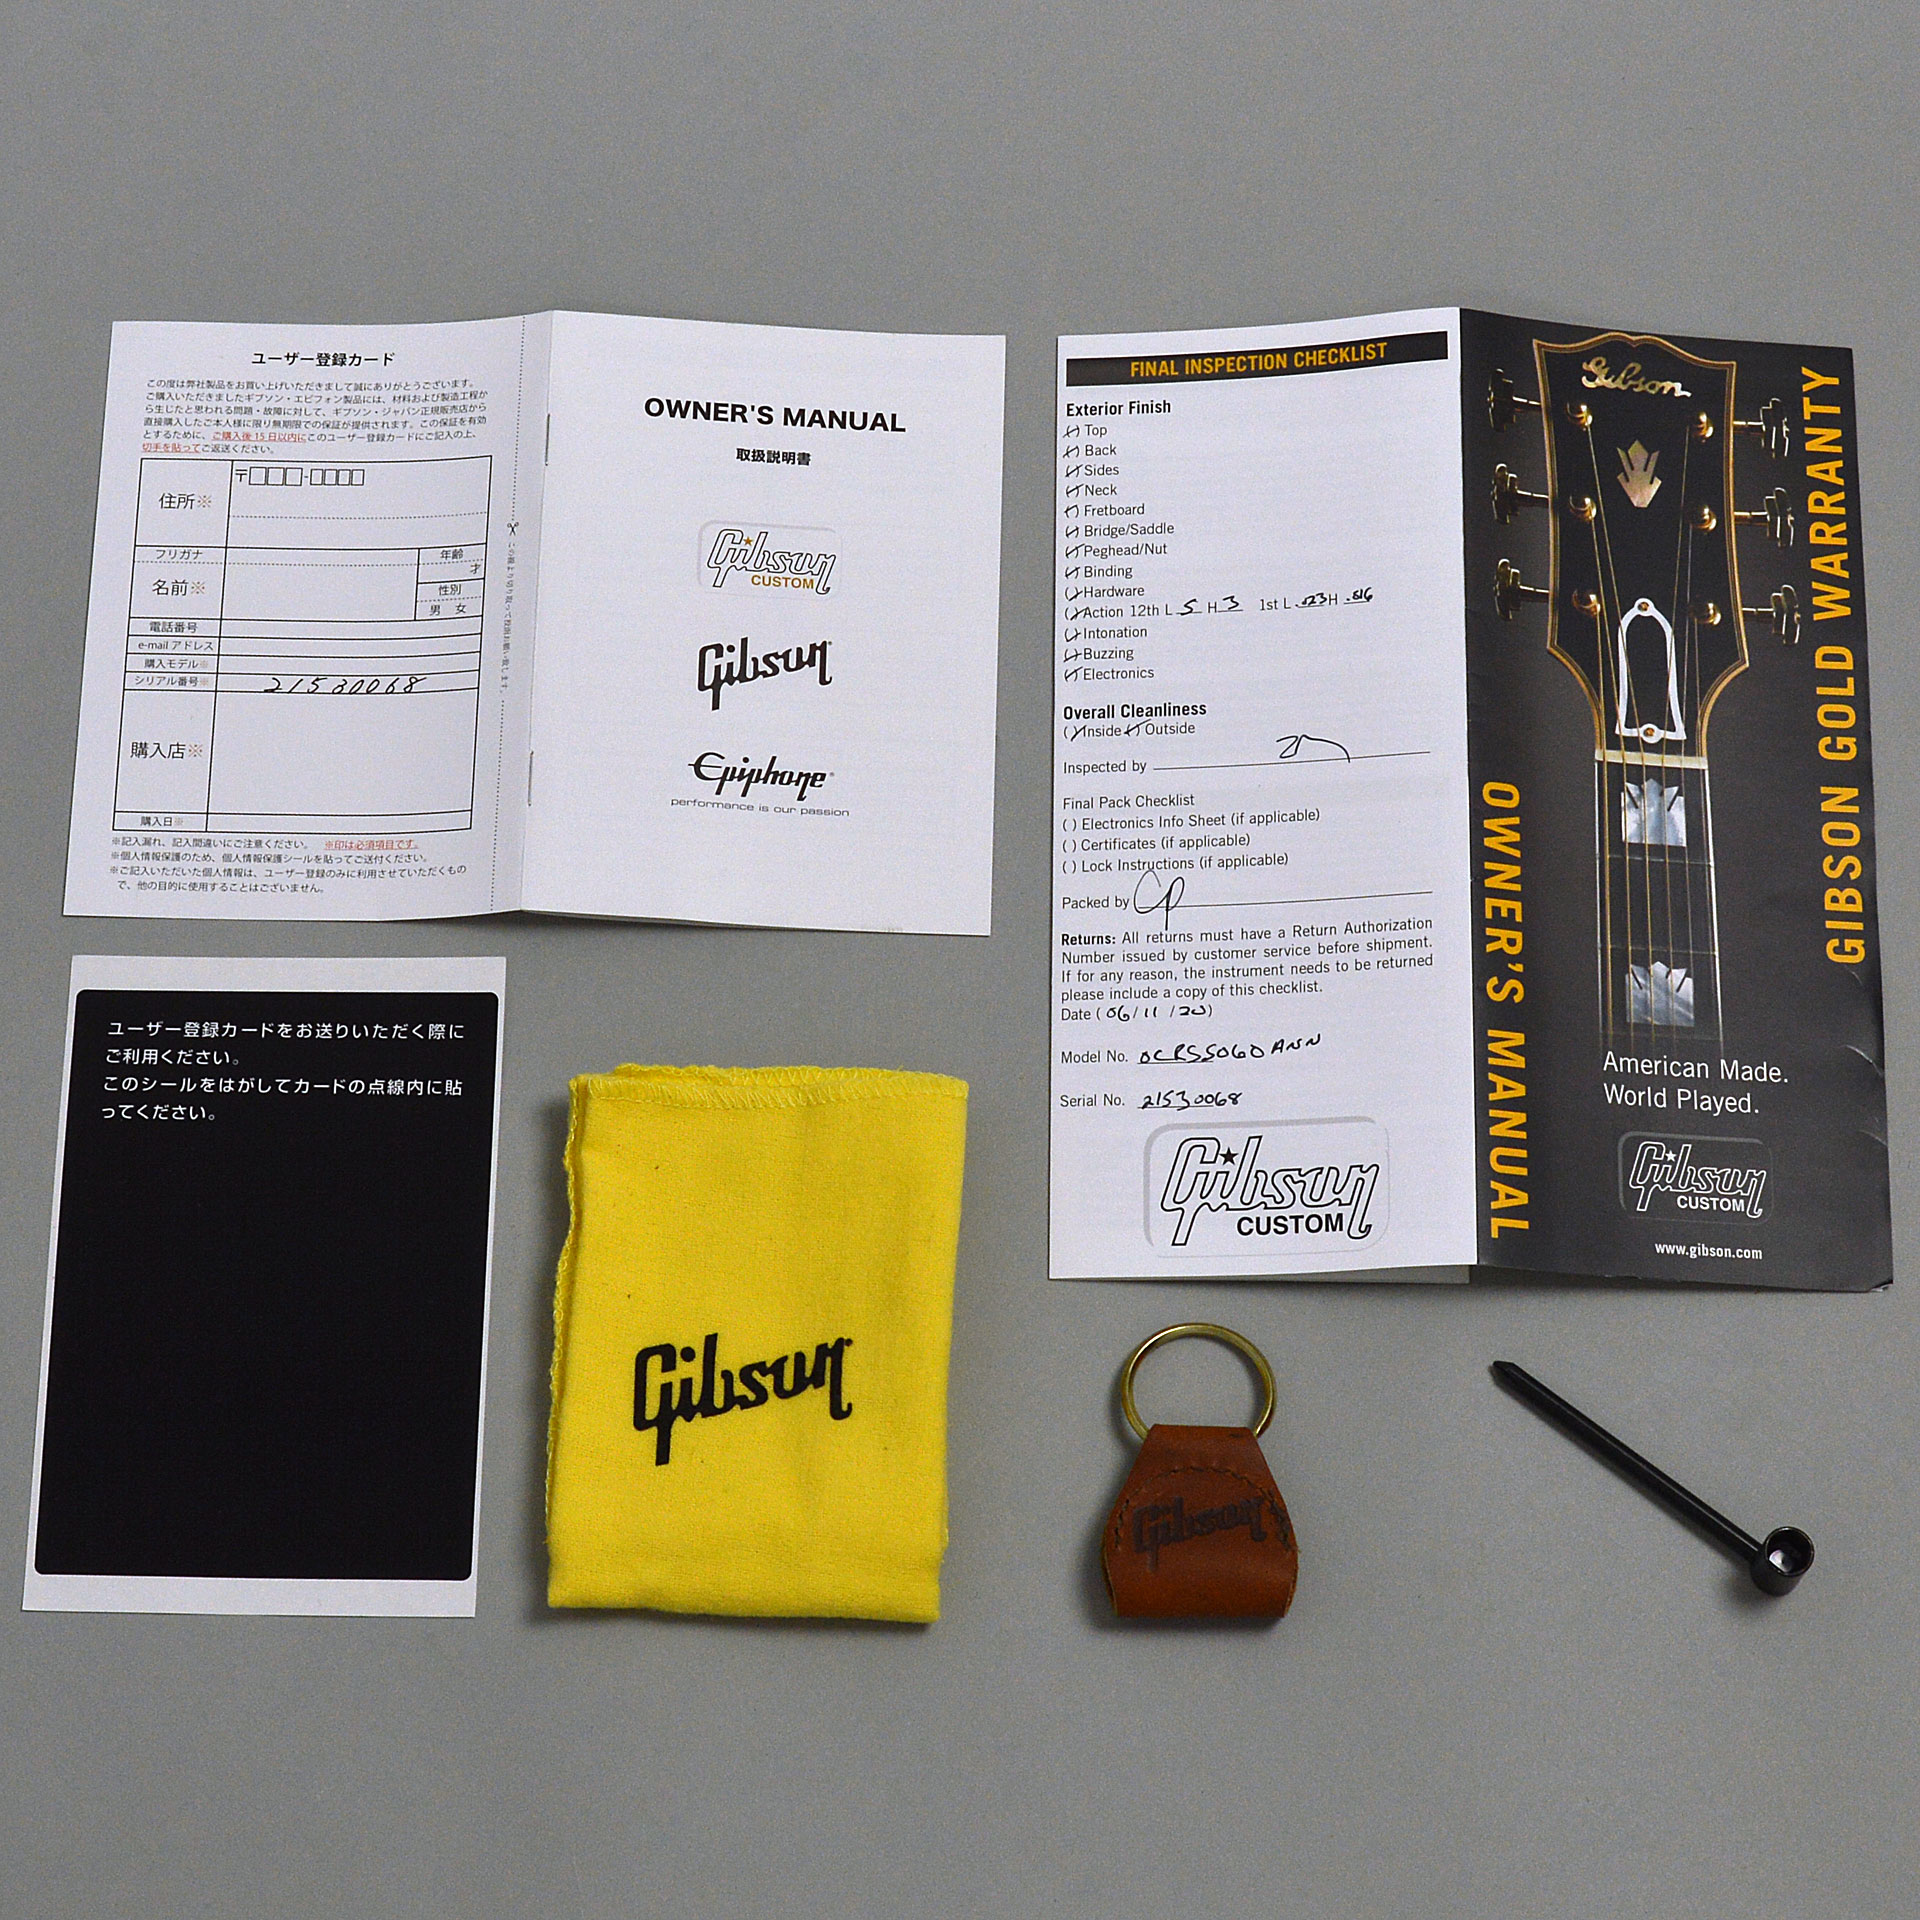 ユーザー登録カード
この度は弊社製品をお買い上げいただきまして誠にありがとうございます。
ご購入いただきましたギブソン・エピフォン製品には、材料および製造工程か
ら生じたと思われる問題・故障に対して、ギブソン・ジャパン正規販売店から
直接購入したご本人様に限り無期限での保証が提供されます。この保証を有効
とするために、ご購入後15日以内にこのユーザー登録カードにご記入の上、
切手を貼ってご返送ください。
住所※
〒□□□-□□□□
フリガナ
年齢
才
名前※
性別
男 女
電話番号
e-mail アドレス
購入モデル※
シリアル番号※ 21530068
購入店※
購入日※
※記入漏れ、記入間違いにご注意ください。 ※印は必須項目です。
※個人情報保護のため、個人情報保護シールを貼ってご送付ください。
※ご記入いただいた個人情報は、ユーザー登録のみに利用させていただくもの
で、他の目的に使用することはございません。
OWNER'S MANUAL
取扱説明書
Gibson
CUSTOM
Gibson
Epiphone
performance is our passion
FINAL INSPECTION CHECKLIST
Exterior Finish
Top
Back
Sides
Neck
Fretboard
Bridge/Saddle
Peghead/Nut
Binding
Hardware
Action 12th L 5 H 3 1st L .023 H .016
Intonation
Buzzing
Electronics
Overall Cleanliness
Inside Outside
Inspected by
Final Pack Checklist
( ) Electronics Info Sheet (if applicable)
( ) Certificates (if applicable)
( ) Lock Instructions (if applicable)
Packed by
Returns: All returns must have a Return Authorization
Number issued by customer service before shipment.
If for any reason, the instrument needs to be returned
please include a copy of this checklist.
Date (06/11/20)
Model No.
Serial No. 21530068
Gibson
CUSTOM
OWNER'S MANUAL
GIBSON GOLD WARRANTY
Gibson
American Made.
World Played.
Gibson
CUSTOM
www.gibson.com
ユーザー登録カードをお送りいただく際に
ご利用ください。
このシールをはがしてカードの点線内に貼
ってください。
Gibson
Gibson